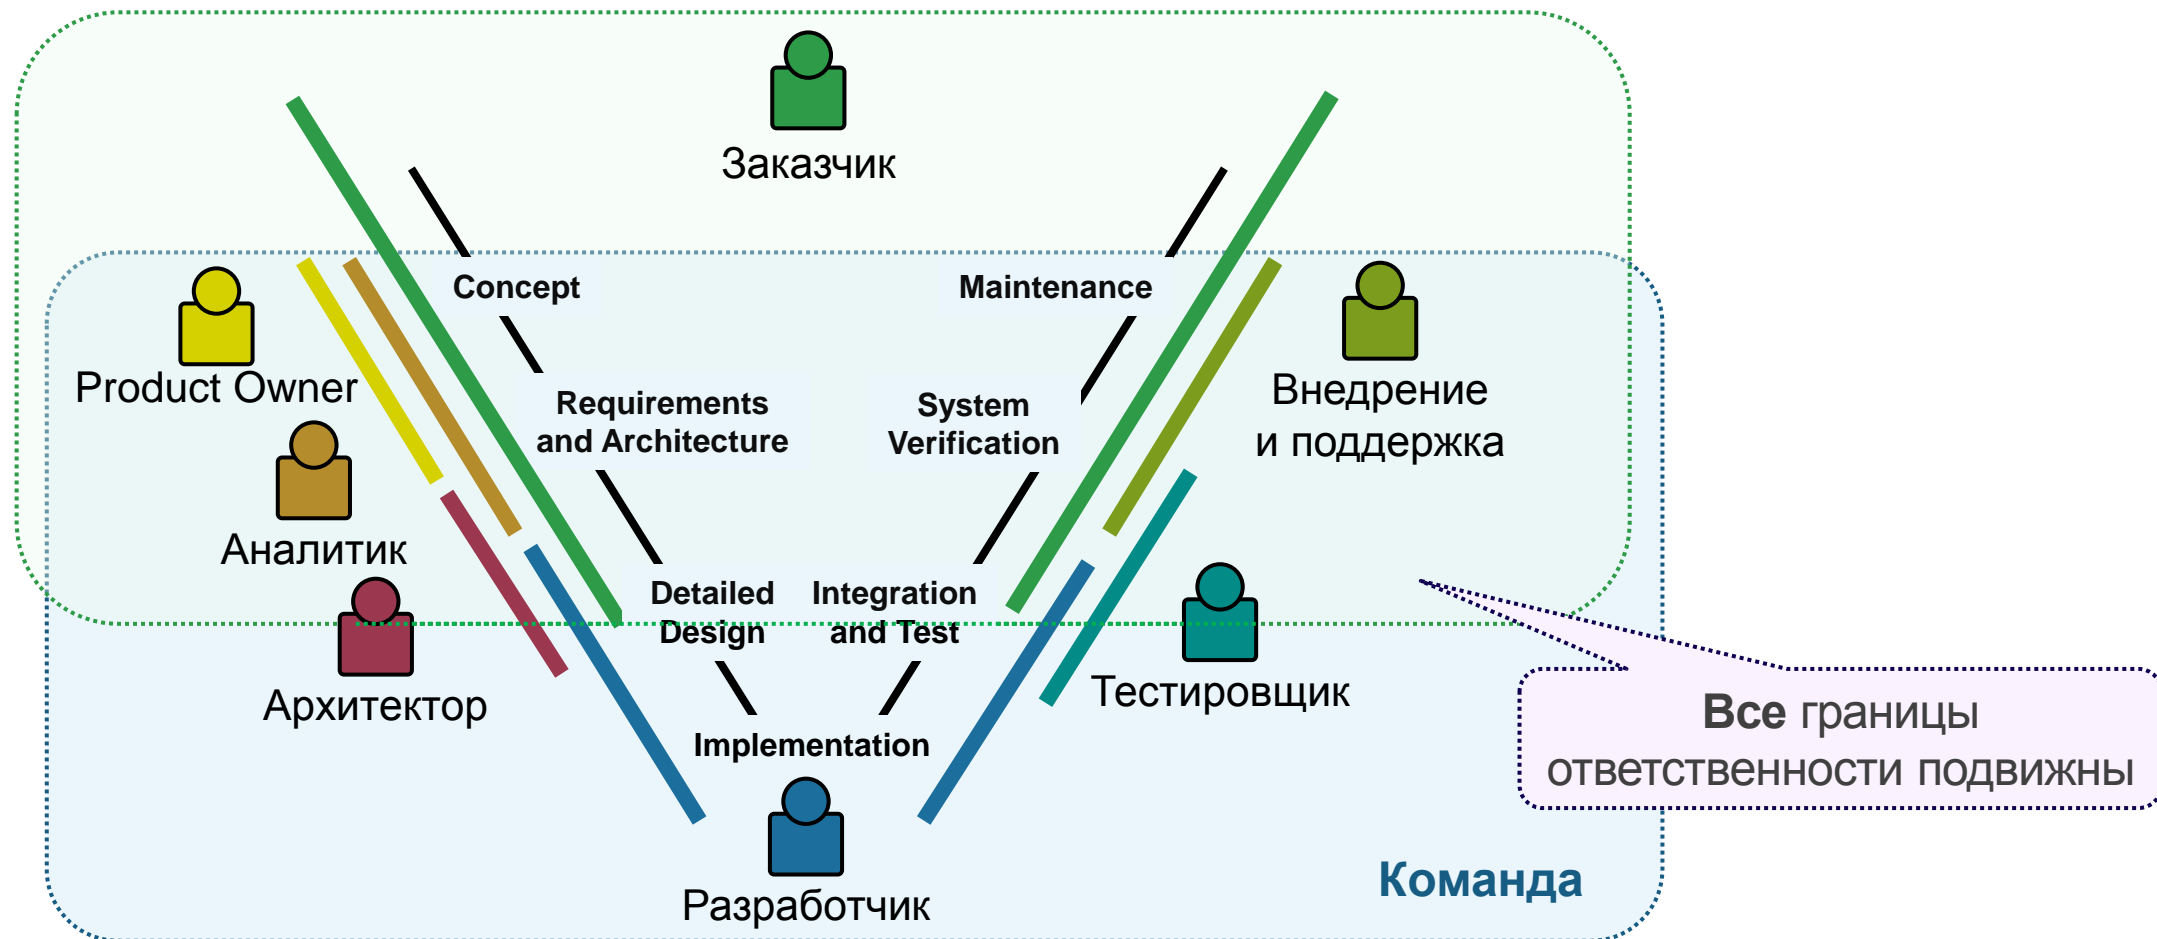 Заказчик
Concept
Maintenance
Product Owner
Requirements
and Architecture
System
Verification
Внедрение
и поддержка
Аналитик
Detailed
Design
Integration
and Test
Архитектор
Тестировщик
Implementation
Все границы
ответственности подвижны
Разработчик
Команда